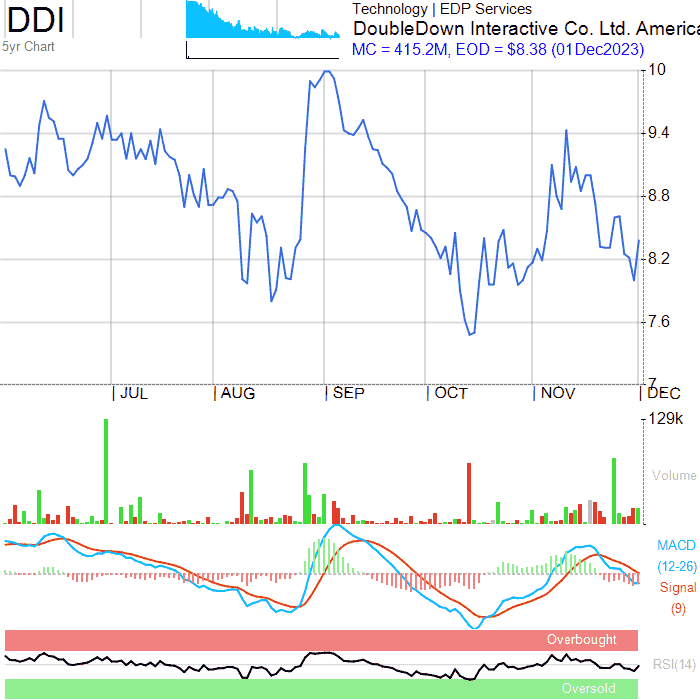 DDI
5yr Chart
Technology | EDP Services
DoubleDown Interactive Co. Ltd. America
MC = 415.2M, EOD = $8.38 (01Dec2023)
10
9.4
8.8
8.2
7.6
7
JUL
AUG
SEP
OCT
NOV
DEC
129k
Volume
MACD
(12-26)
Signal
(9)
Overbought
RSI(14)
Oversold